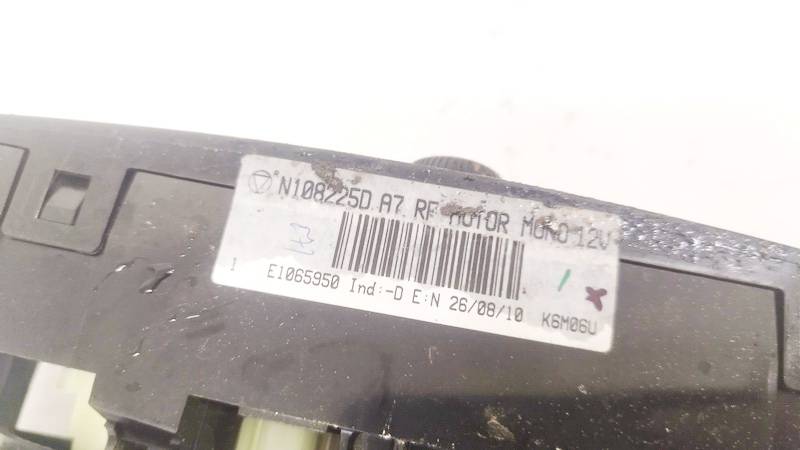 N108225D A7 RF MOTOR MONO 12V
E1065950 Ind:-D E:N 26/08/10 K6M06U